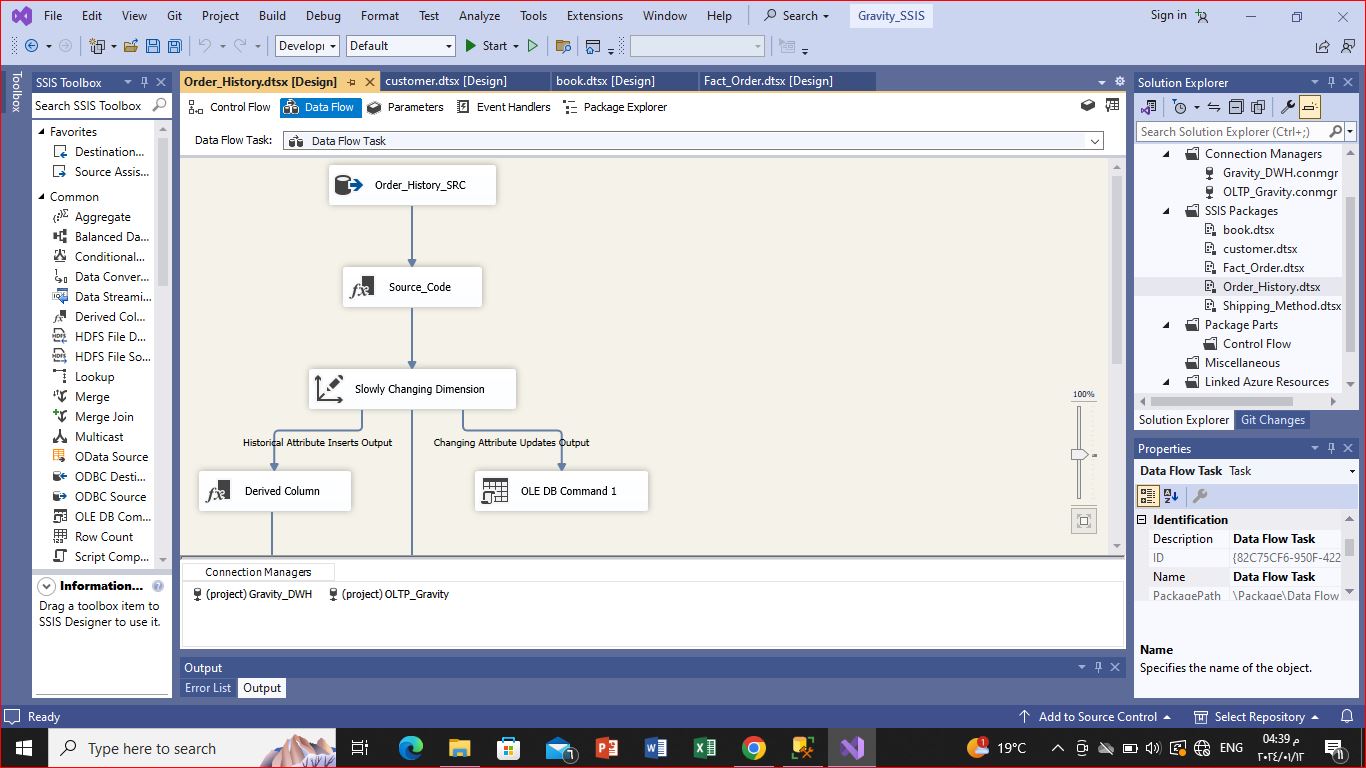 File Edit View Git Project Build Debug Format Test Analyze Tools Extensions Window Help Search Gravity_SSIS Sign in
Default Start
Toolbox
SSIS Toolbox
Search SSIS Toolbox
Favorites
Destination...
Source Assis...
Common
Aggregate
Balanced Da...
Conditional...
Data Conver...
Data Streami...
Derived Col...
HDFS File D...
HDFS File So...
Lookup
Merge
Merge Join
Multicast
OData Source
ODBC Desti...
ODBC Source
OLE DB Com...
Row Count
Script Comp...
Information...
Drag a toolbox item to
SSIS Designer to use it.
Order_History.dtsx [Design] customer.dtsx [Design] book.dtsx [Design] Fact_Order.dtsx [Design]
Control Flow Data Flow Parameters Event Handlers Package Explorer
Data Flow Task: Data Flow Task
Order_History_SRC
Source_Code
Slowly Changing Dimension
Historical Attribute Inserts Output Changing Attribute Updates Output
Derived Column OLE DB Command 1
100%
Connection Managers
(project) Gravity_DWH (project) OLTP_Gravity
Output
Error List Output
Solution Explorer
Search Solution Explorer (Ctrl+;)
Connection Managers
Gravity_DWH.conmgr
OLTP_Gravity.conmgr
SSIS Packages
book.dtsx
customer.dtsx
Fact_Order.dtsx
Order_History.dtsx
Shipping_Method.dtsx
Package Parts
Control Flow
Miscellaneous
Linked Azure Resources
Solution Explorer Git Changes
Properties
Data Flow Task Task
Identification
Description Data Flow Task
ID {82C75CF6-950F-422
Name Data Flow Task
PackagePath \Package\Data Flow
Name
Specifies the name of the object.
Ready Add to Source Control Select Repository
Type here to search 19°C ENG
04:39 م
٢٠٢٤/٠١/١٢